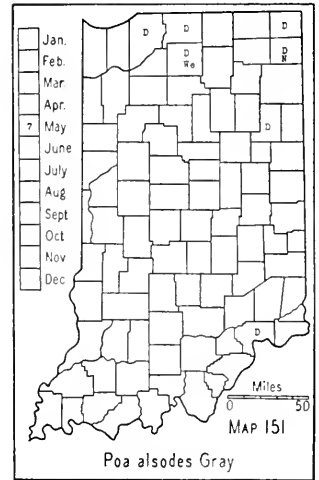 Jan.
Feb.
Mar.
Apr.
7 May
June
July
Aug
Sept
Oct
Nov
Dec
D D D
D D
We N
D
D
Miles
0 50
MAP 151
Poa alsodes Gray